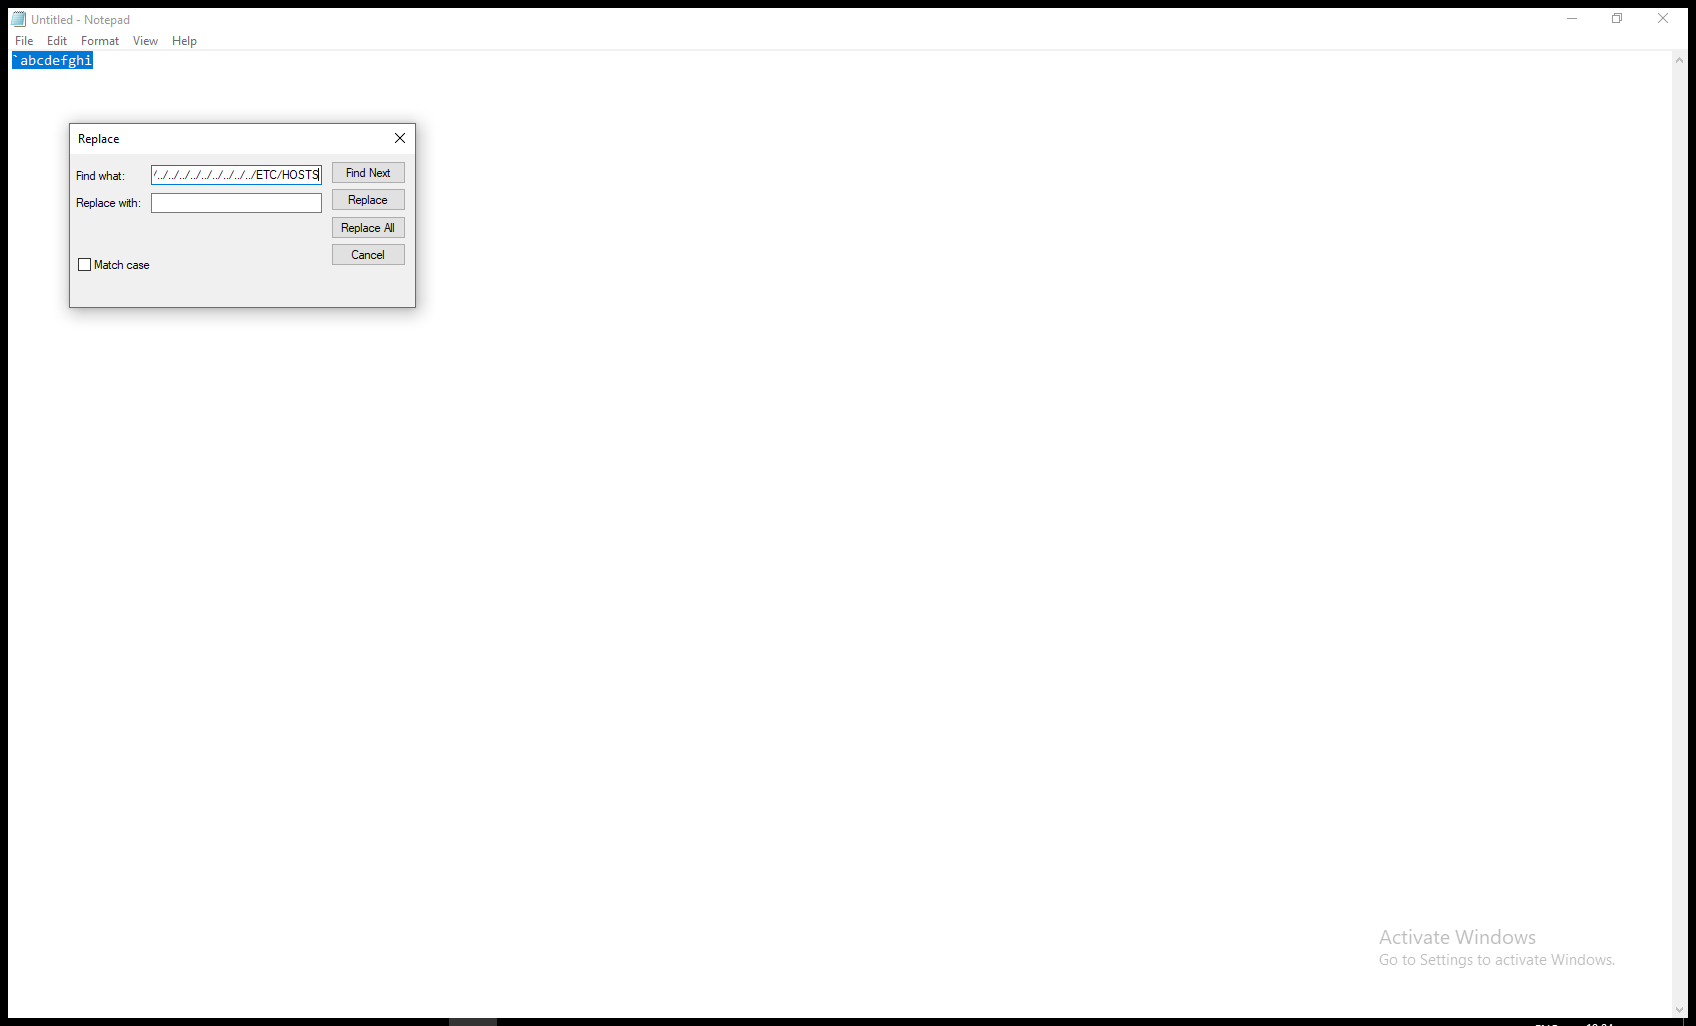 Untitled - Notepad
File Edit Format View Help
`abcdefghi
Replace
Find what: /../../../../../../../../../ETC/HOSTS Find Next
Replace with: Replace
Replace All
Cancel
Match case
Activate Windows
Go to Settings to activate Windows.